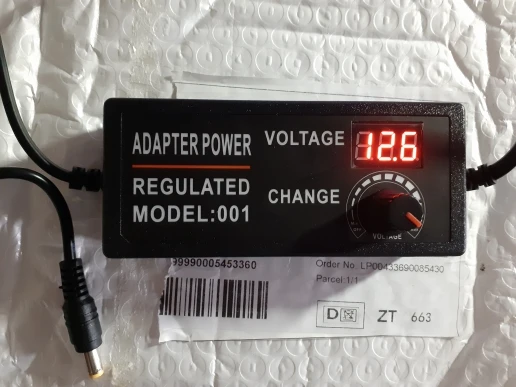 ADAPTER POWER
REGULATED
MODEL:001
VOLTAGE 12.6
CHANGE
VOLTAGE
99990005453360
Order No. LP00433690085430
Parcel 1/1
D ZT 663